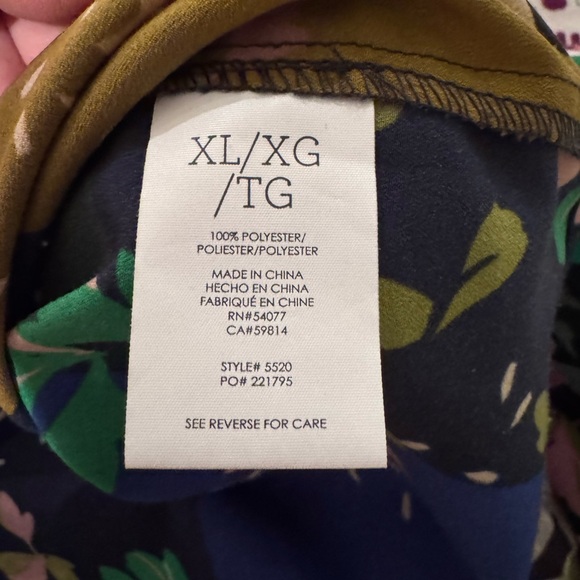 XL/XG
/TG
100% POLYESTER/
POLIESTER/POLYESTER
MADE IN CHINA
HECHO EN CHINA
FABRIQUÉ EN CHINE
RN#54077
CA#59814
STYLE# 5520
PO# 221795
SEE REVERSE FOR CARE